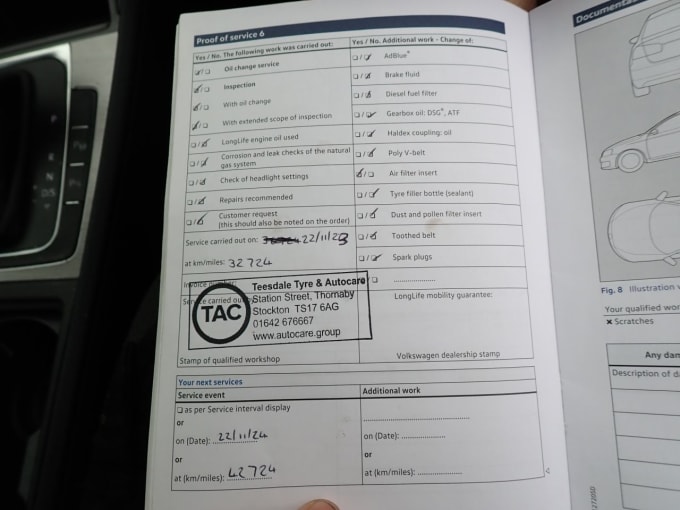 Proof of service 6
Yes / No. The following work was carried out:
Oil change service
Inspection
With oil change
With extended scope of inspection
LongLife engine oil used
Corrosion and leak checks of the natural
gas system
Check of headlight settings
Repairs recommended
Customer request
(this should also be noted on the order)
Service carried out on: 22/11/23
at km/miles: 32724
Yes / No. Additional work - Change of:
AdBlue®
Brake fluid
Diesel fuel filter
Gearbox oil: DSG®, ATF
Haldex coupling: oil
Poly V-belt
Air filter insert
Tyre filler bottle (sealant)
Dust and pollen filter insert
Toothed belt
Spark plugs
Service carried out
TAC
Teesdale Tyre & Autocare
Station Street, Thornaby
Stockton TS17 6AG
01642 676667
www.autocare.group
LongLife mobility guarantee:
Stamp of qualified workshop
Volkswagen dealership stamp
Your next services
Service event
as per Service interval display
or
on (Date): 22/11/24
or
at (km/miles): 42724
Additional work
on (Date):
or
at (km/miles):
Fig. 8 Illustration
Your qualified
Scratches
Any
Description of
P
R
N
D/S